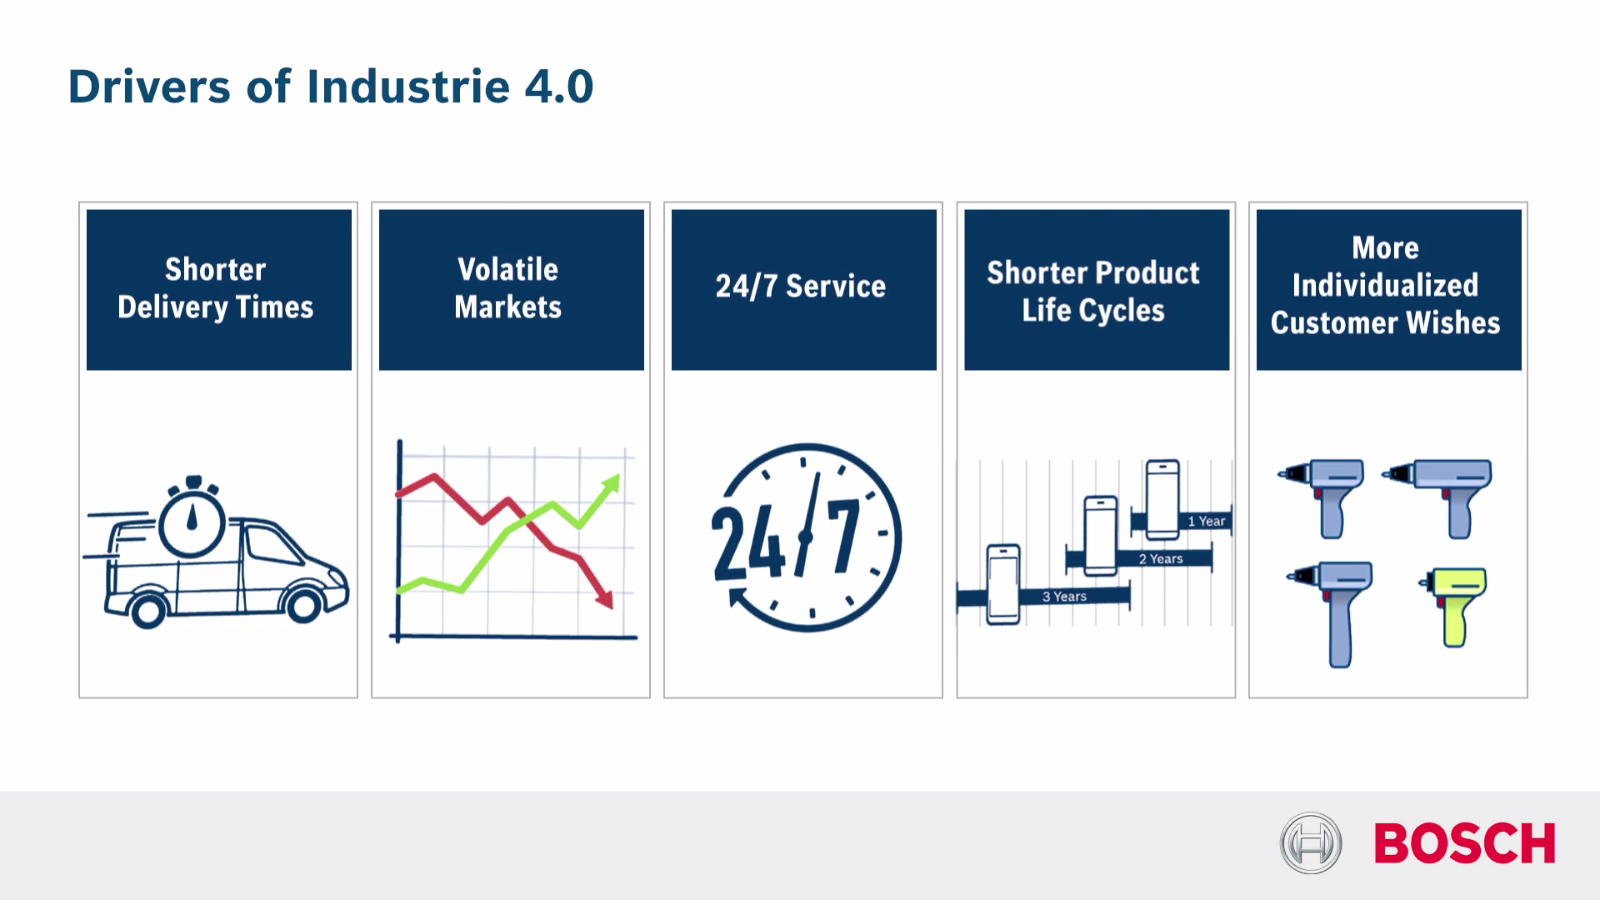 Drivers of Industrie 4.0
Shorter
Delivery Times
Volatile
Markets
24/7 Service
Shorter Product
Life Cycles
More
Individualized
Customer Wishes
24/7
1 Year
2 Years
3 Years
BOSCH